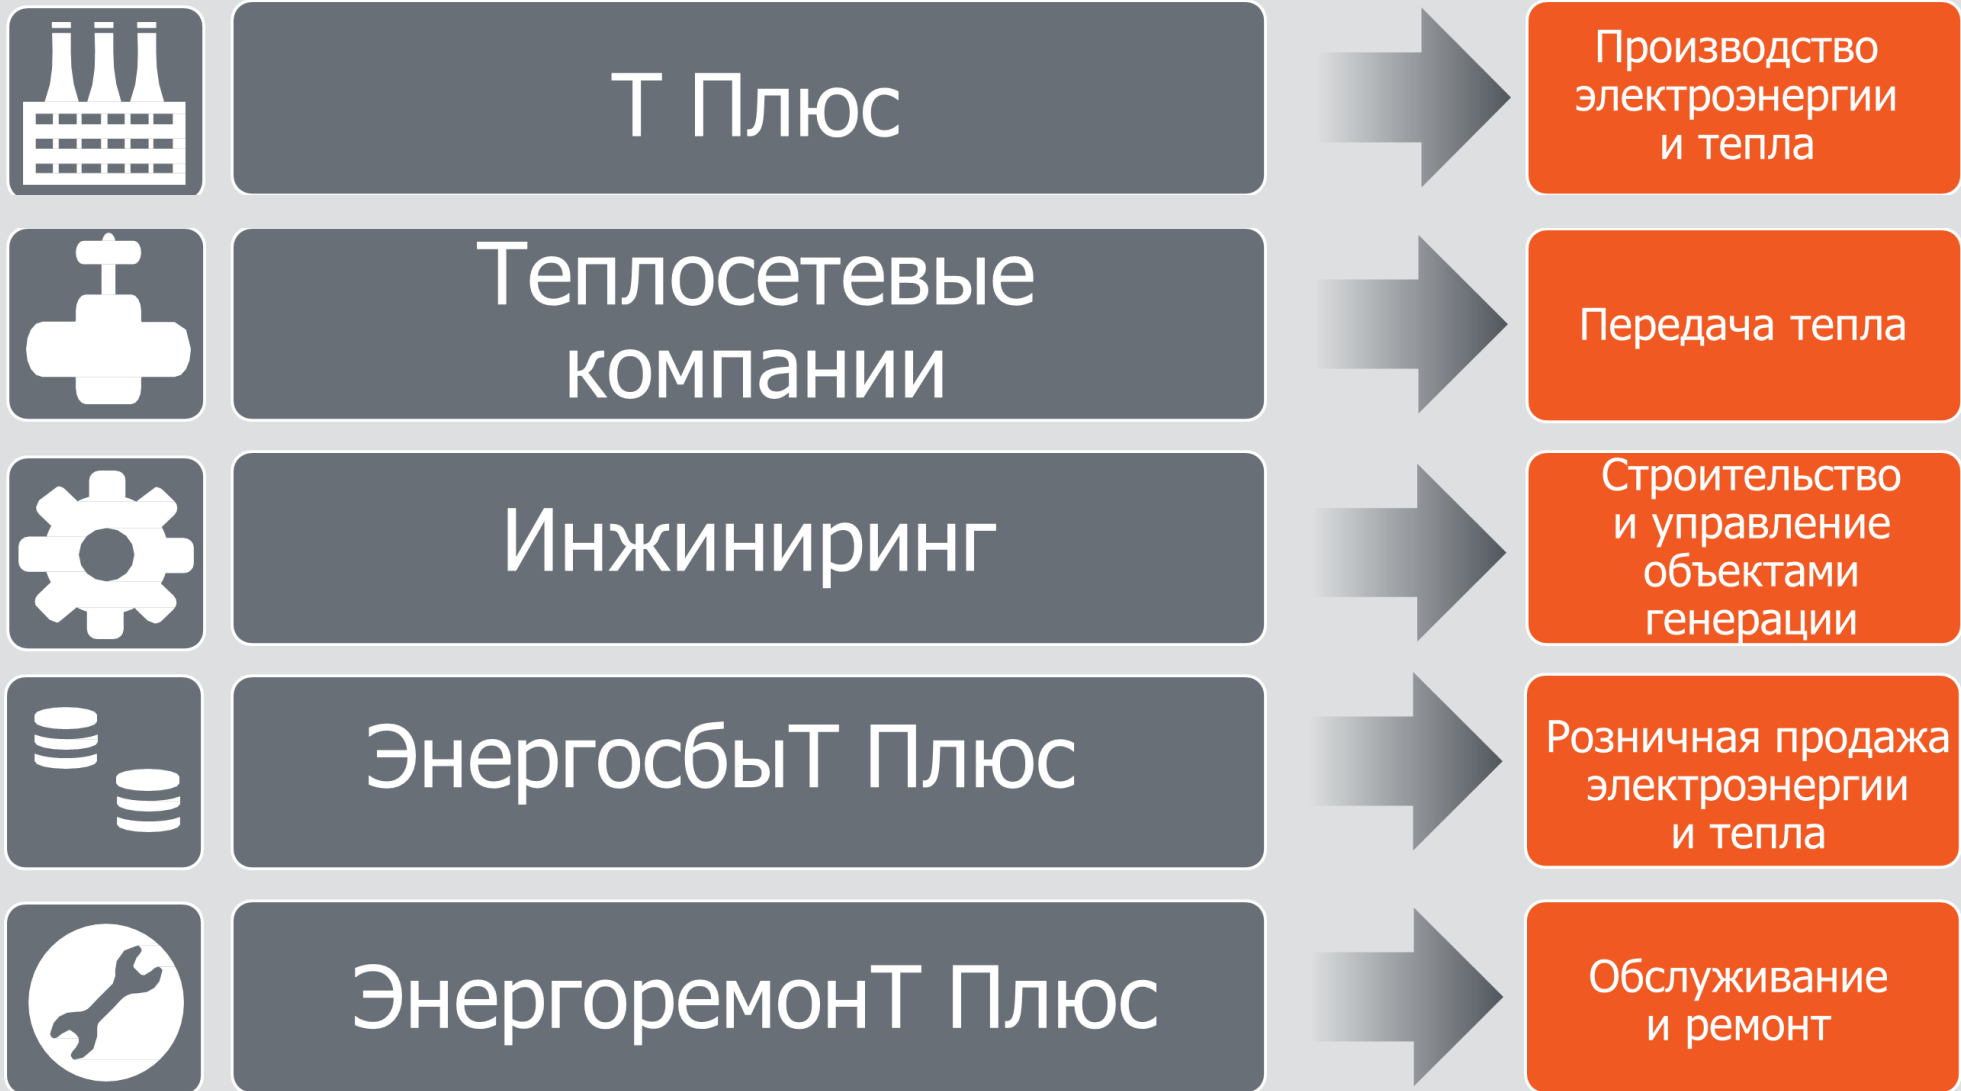 Т Плюс
Производство
электроэнергии
и тепла
Теплосетевые
компании
Передача тепла
Инжиниринг
Строительство
и управление
объектами
генерации
ЭнергосбыТ Плюс
Розничная продажа
электроэнергии
и тепла
ЭнергоремонТ Плюс
Обслуживание
и ремонт